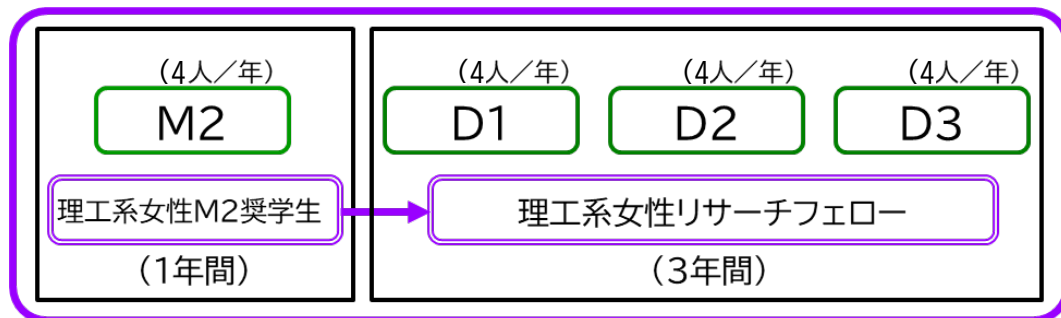 （4人／年）
M2
理工系女性M2奨学生
（1年間）
（4人／年）
D1
（4人／年）
D2
（4人／年）
D3
理工系女性リサーチフェロー
（3年間）